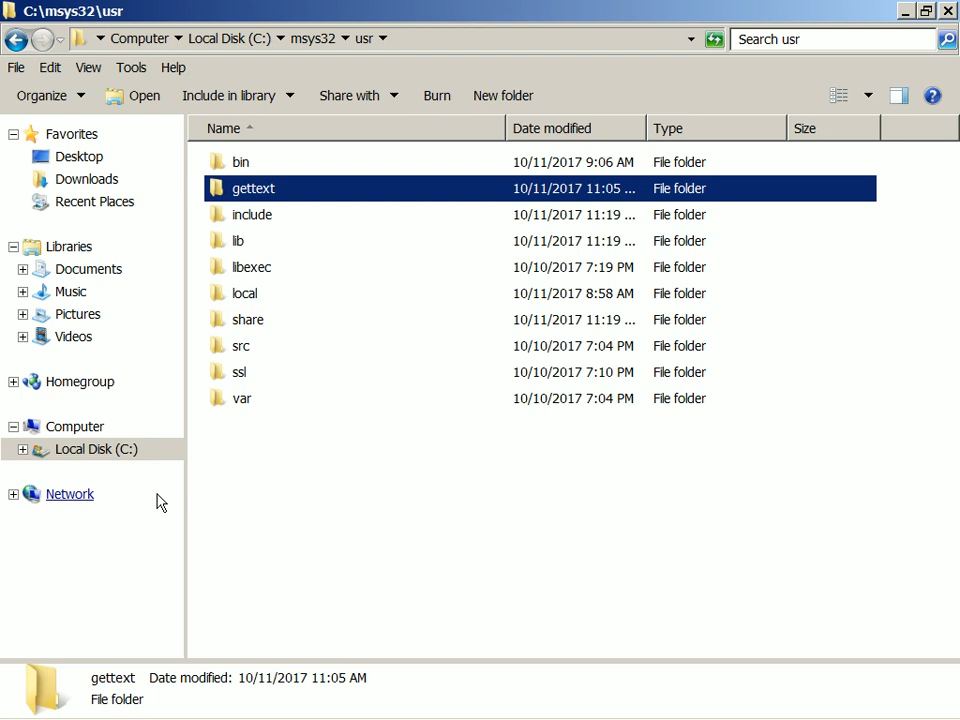 C:\msys32\usr
Computer Local Disk (C:) msys32 usr
Search usr
File Edit View Tools Help
Organize Open Include in library Share with Burn New folder
Name Date modified Type Size
Favorites
Desktop
Downloads
Recent Places
Libraries
Documents
Music
Pictures
Videos
Homegroup
Computer
Local Disk (C:)
Network
bin 10/11/2017 9:06 AM File folder
gettext 10/11/2017 11:05 ... File folder
include 10/11/2017 11:19 ... File folder
lib 10/11/2017 11:19 ... File folder
libexec 10/10/2017 7:19 PM File folder
local 10/11/2017 8:58 AM File folder
share 10/11/2017 11:19 ... File folder
src 10/10/2017 7:04 PM File folder
ssl 10/10/2017 7:10 PM File folder
var 10/10/2017 7:04 PM File folder
gettext Date modified: 10/11/2017 11:05 AM
File folder